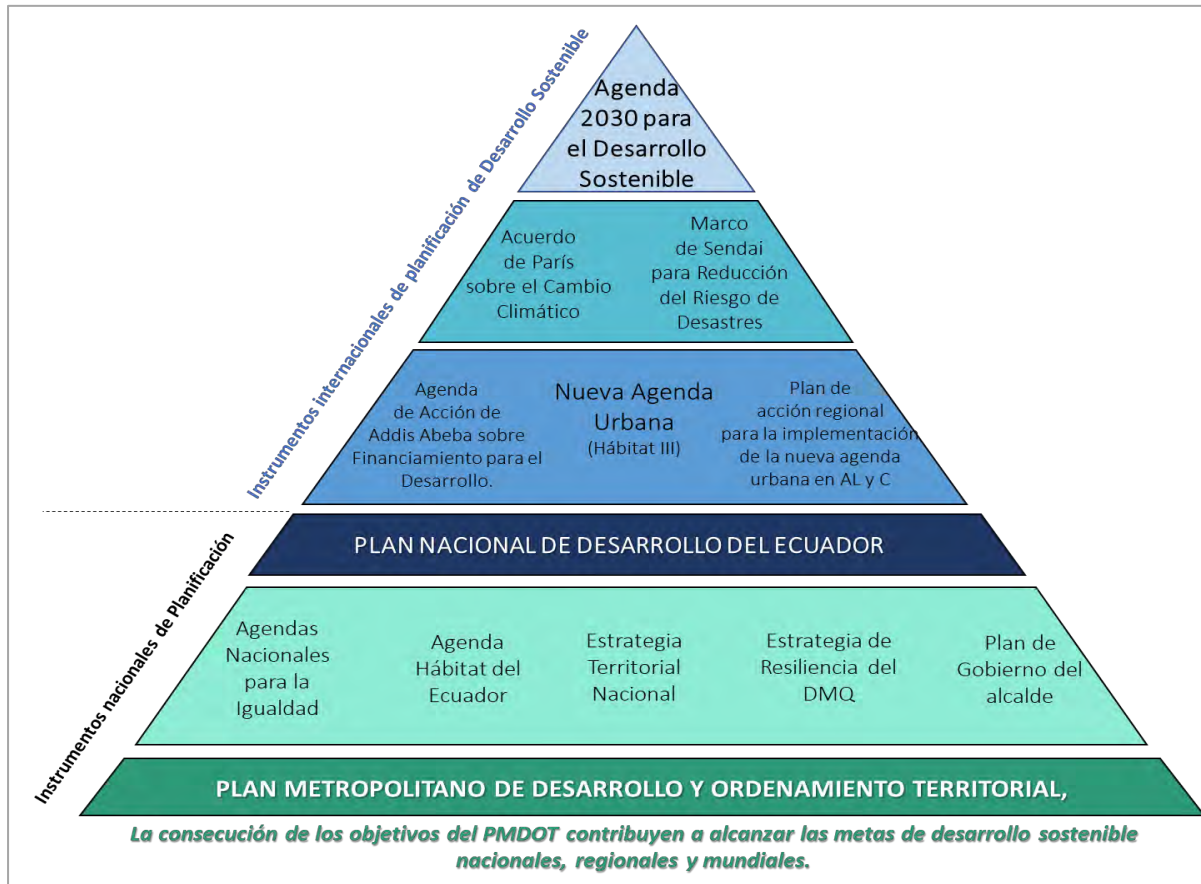 Instrumentos internacionales de planificación de Desarrollo Sostenible
Agenda
2030 para
el Desarrollo
Sostenible
Acuerdo
de París
sobre el Cambio
Climático
Marco
de Sendai
para Reducción
del Riesgo de
Desastres
Agenda
de Acción de
Addis Abeba sobre
Financiamiento para el
Desarrollo.
Nueva Agenda
Urbana
(Hábitat III)
Plan de
acción regional
para la implementación
de la nueva agenda
urbana en AL y C
Instrumentos nacionales de Planificación
PLAN NACIONAL DE DESARROLLO DEL ECUADOR
Agendas
Nacionales
para la
Igualdad
Agenda
Hábitat del
Ecuador
Estrategia
Territorial
Nacional
Estrategia de
Resiliencia del
DMQ
Plan de
Gobierno del
alcalde
PLAN METROPOLITANO DE DESARROLLO Y ORDENAMIENTO TERRITORIAL,
La consecución de los objetivos del PMDOT contribuyen a alcanzar las metas de desarrollo sostenible
nacionales, regionales y mundiales.